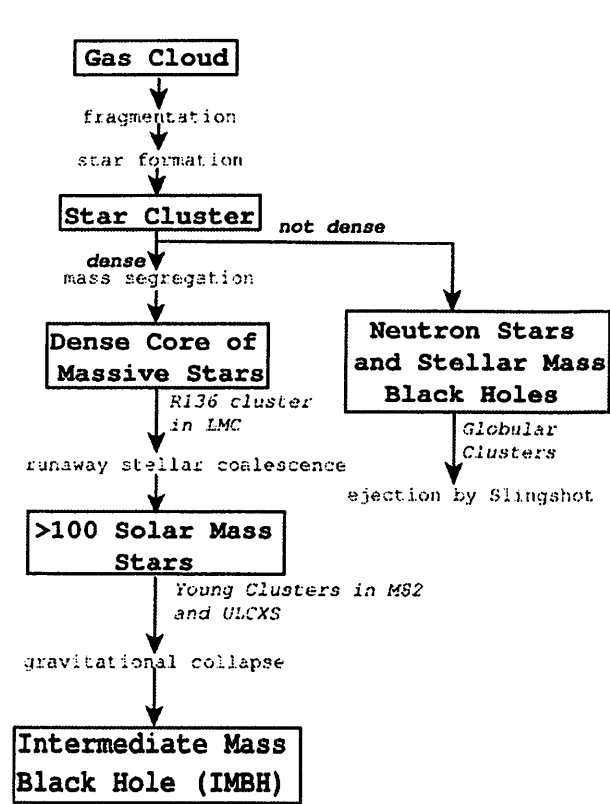 Gas Cloud
fragmentation
star formation
Star Cluster
not dense
dense
mass segregation
Dense Core of
Massive Stars
Neutron Stars
and Stellar Mass
Black Holes
R136 cluster
in LMC
Globular
Clusters
runaway stellar coalescence
ejection by Slingshot
>100 Solar Mass
Stars
Young Clusters in M82
and ULCXS
gravitational collapse
Intermediate Mass
Black Hole (IMBH)